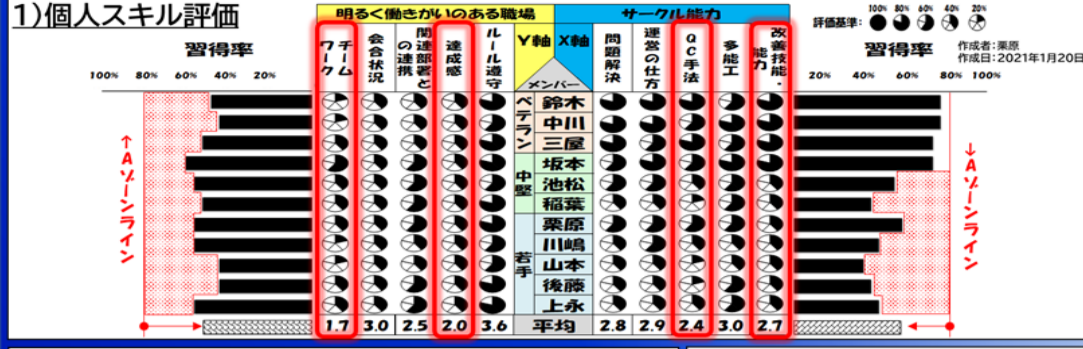 1)個人スキル評価
明るく働きがいのある職場
サークル能力
評価基準:
100% 80% 60% 40% 20%
習得率
100% 80% 60% 40% 20%
チームワーク
会合状況
関連部署との連携
達成感
ルール遵守
Y軸 X軸
メンバー
問題解決
運営の仕方
QC手法
多能工
改善技能・能力
習得率
作成者:栗原
作成日:2021年1月20日
20% 40% 60% 80% 100%
↑Aゾーンライン
ベテラン
鈴木
中川
三屋
中堅
坂本
池松
稲葉
若手
栗原
川嶋
山本
後藤
上永
↓Aゾーンライン
1.7 3.0 2.5 2.0 3.6 平均 2.8 2.9 2.4 3.0 2.7